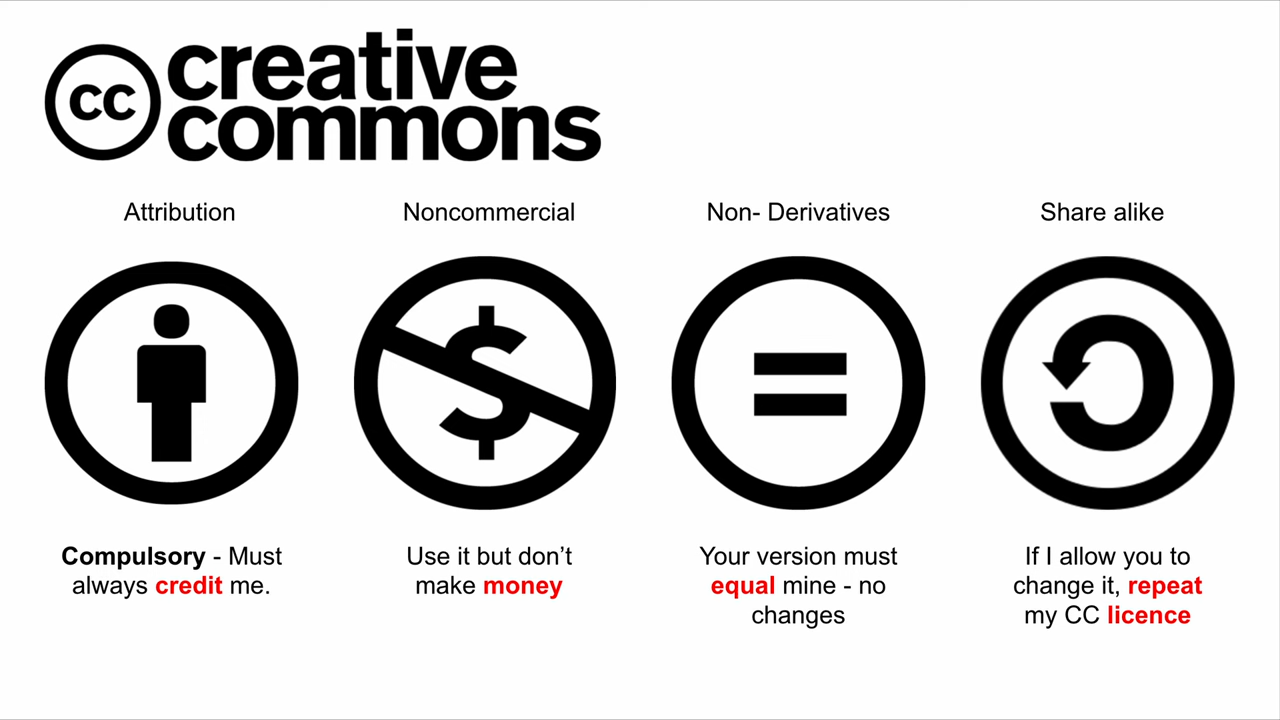 cc creative
commons
Attribution
Noncommercial
Non- Derivatives
Share alike
$
=
Compulsory - Must
always credit me.
Use it but don’t
make money
Your version must
equal mine - no
changes
If I allow you to
change it, repeat
my CC licence